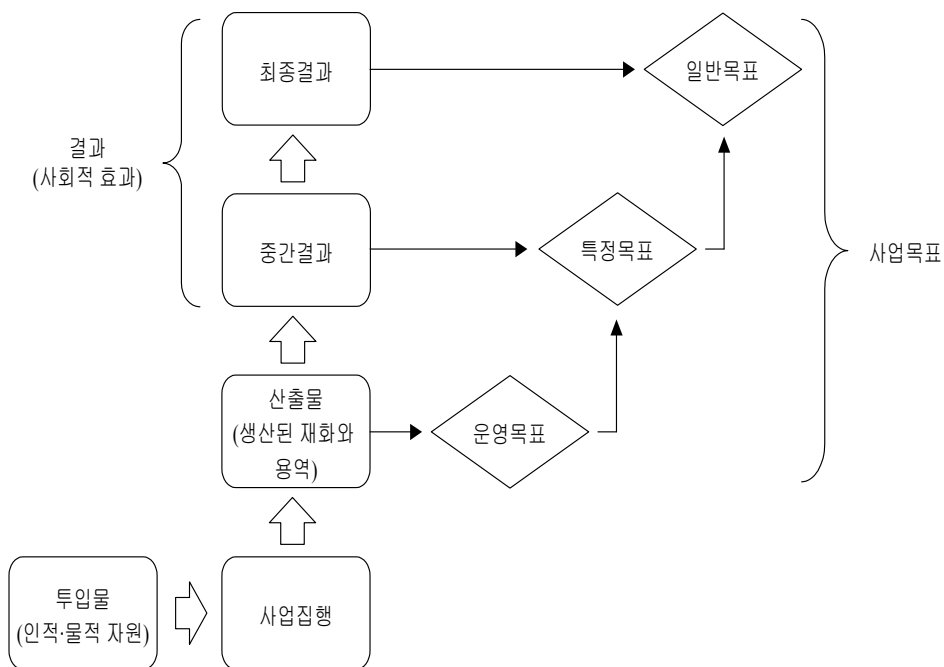 최종결과
일반목표
결과
(사회적 효과)
중간결과
특정목표
사업목표
산출물
(생산된 재화와
용역)
운영목표
투입물
(인적·물적 자원)
사업집행